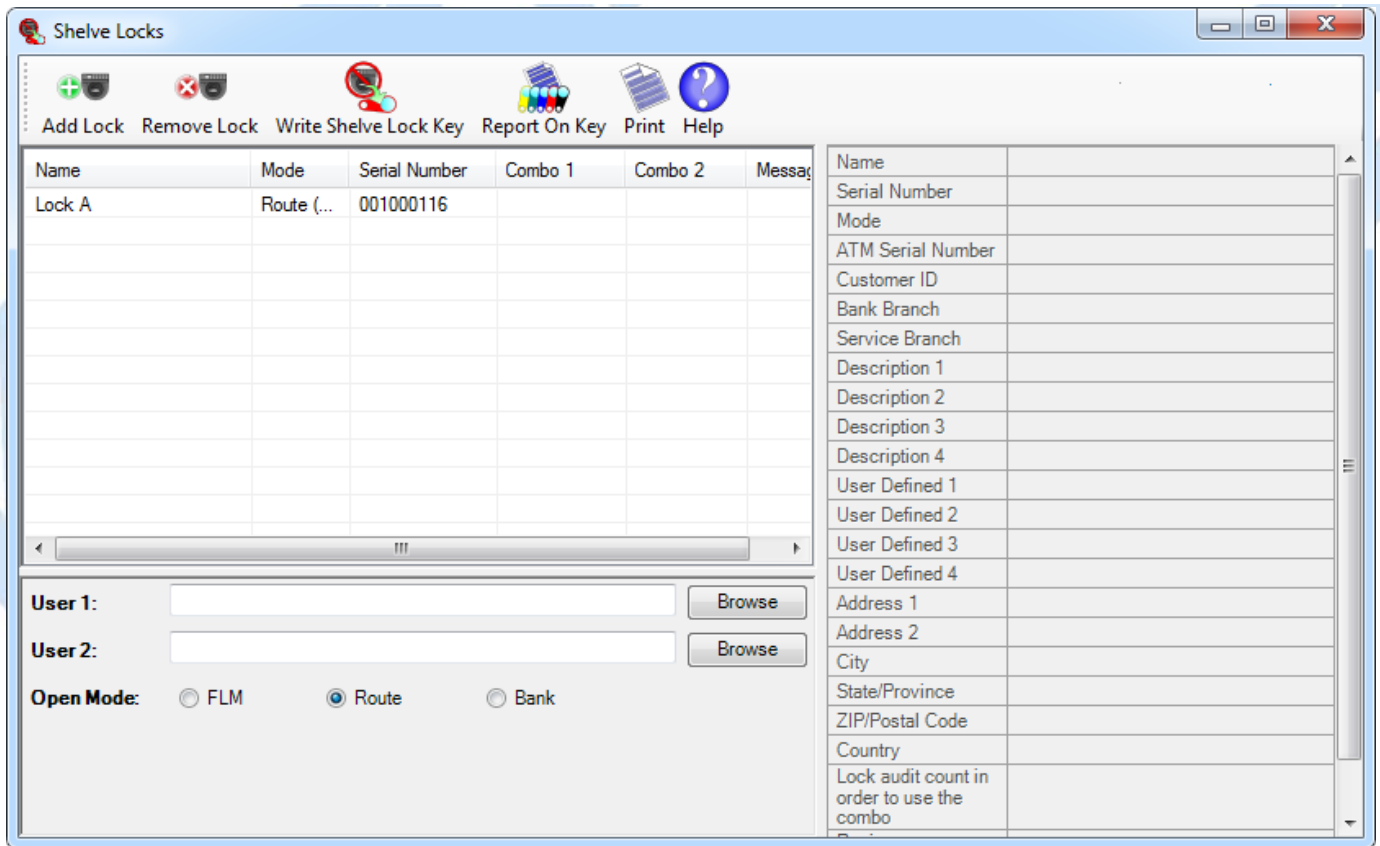 Shelve Locks
Add Lock Remove Lock Write Shelve Lock Key Report On Key Print Help
Name Mode Serial Number Combo 1 Combo 2 Messag
Lock A Route (... 001000116
User 1: Browse
User 2: Browse
Open Mode: FLM Route Bank
Name
Serial Number
Mode
ATM Serial Number
Customer ID
Bank Branch
Service Branch
Description 1
Description 2
Description 3
Description 4
User Defined 1
User Defined 2
User Defined 3
User Defined 4
Address 1
Address 2
City
State/Province
ZIP/Postal Code
Country
Lock audit count in
order to use the
combo